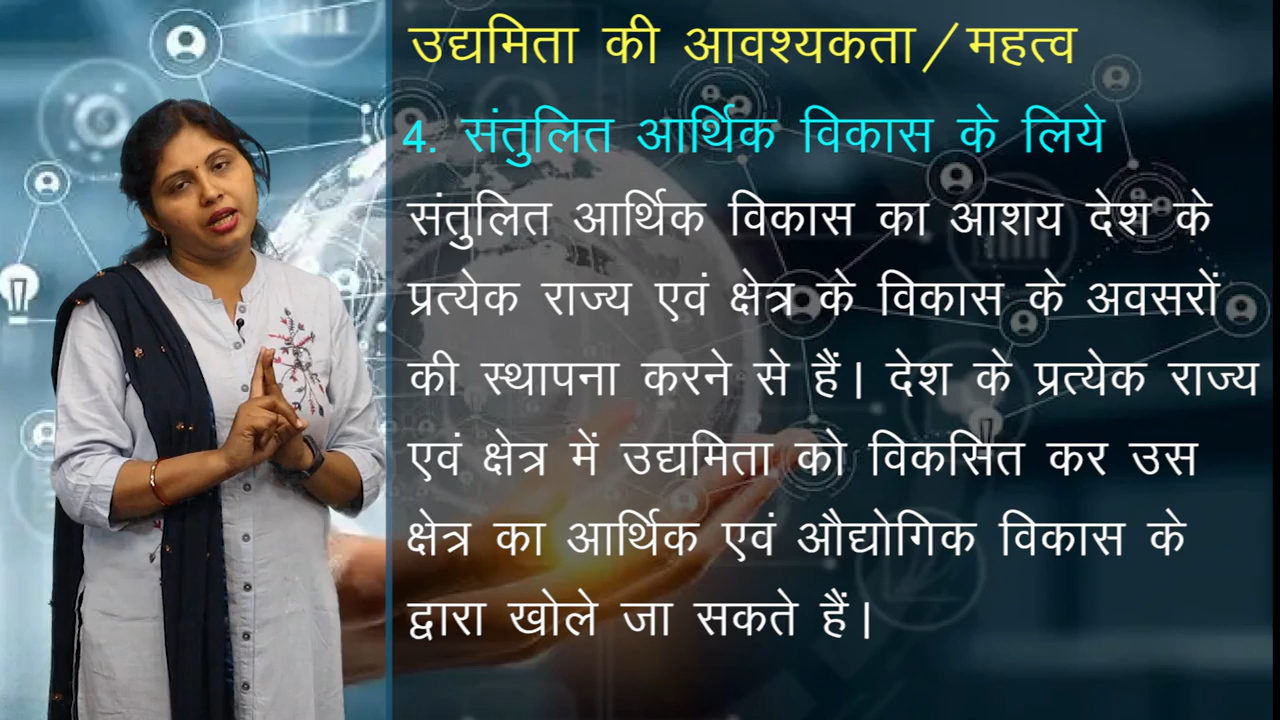 उद्यमिता की आवश्यकता/महत्व
4. संतुलित आर्थिक विकास के लिये
संतुलित आर्थिक विकास का आशय देश के
प्रत्येक राज्य एवं क्षेत्र के विकास के अवसरों
की स्थापना करने से हैं। देश के प्रत्येक राज्य
एवं क्षेत्र में उद्यमिता को विकसित कर उस
क्षेत्र का आर्थिक एवं औद्योगिक विकास के
द्वारा खोले जा सकते हैं।